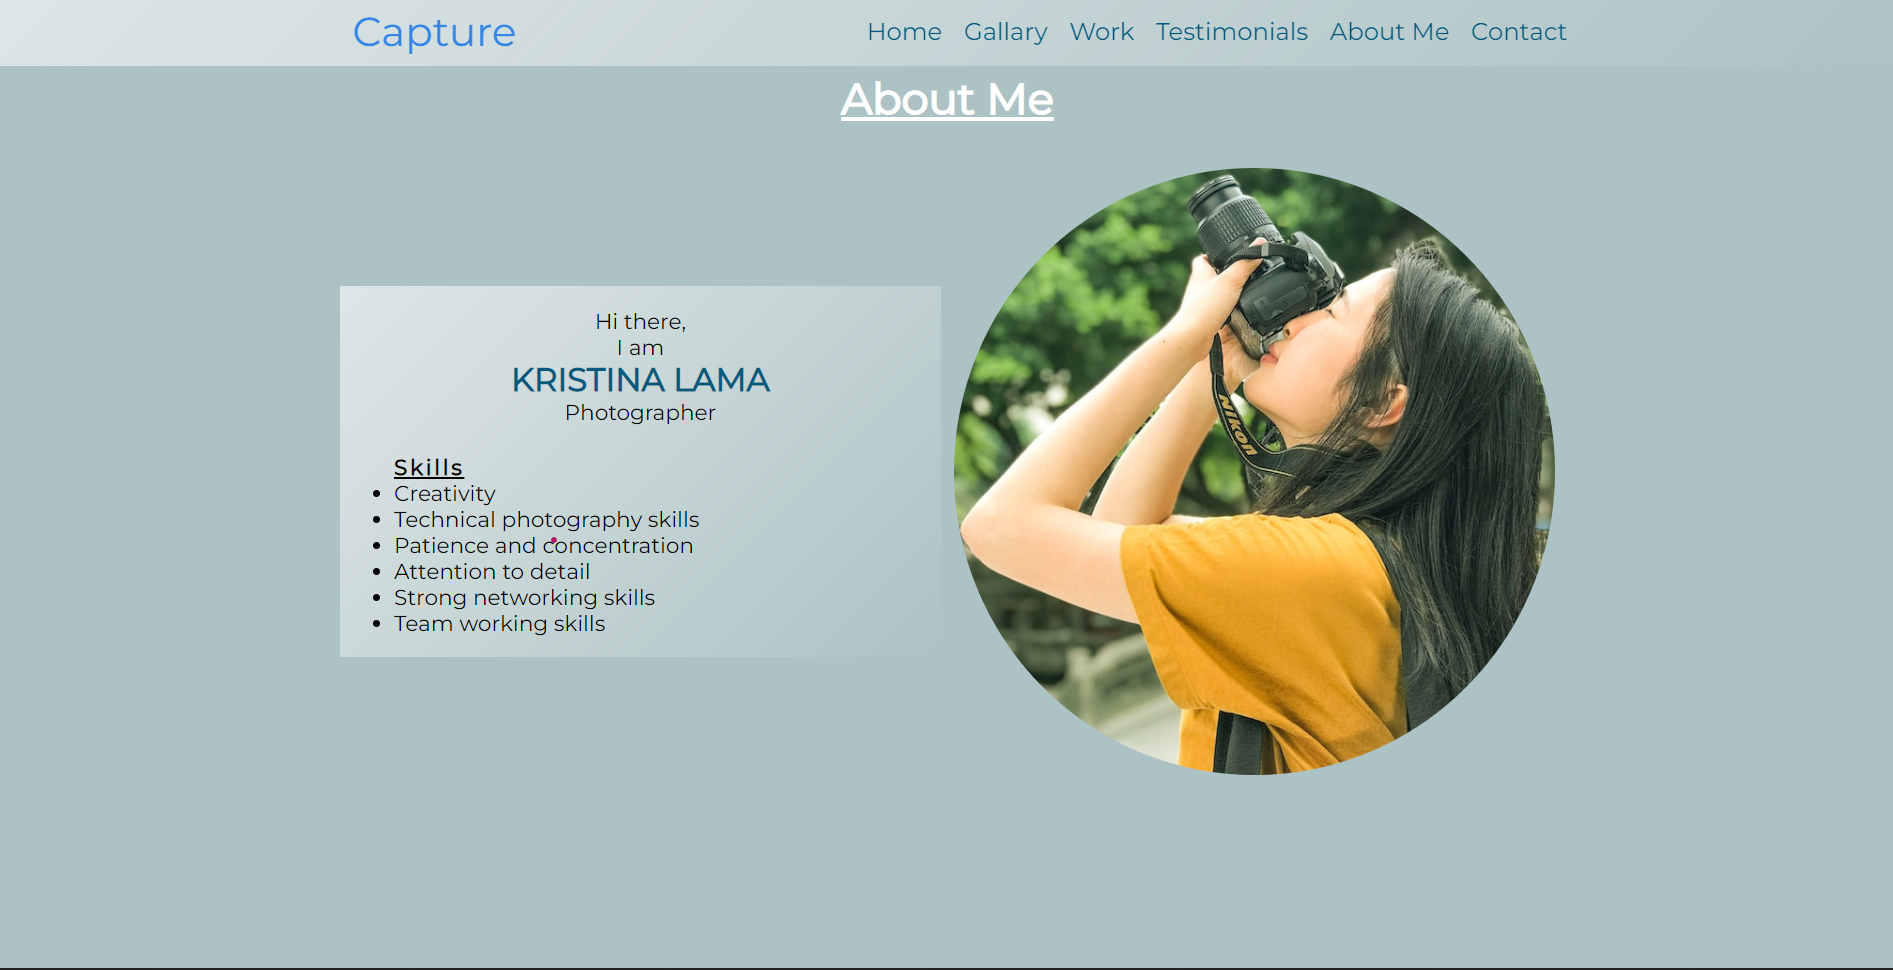 Capture
Home Gallary Work Testimonials About Me Contact
About Me
Hi there,
I am
KRISTINA LAMA
Photographer
Skills
Creativity
Technical photography skills
Patience and concentration
Attention to detail
Strong networking skills
Team working skills
Nikon